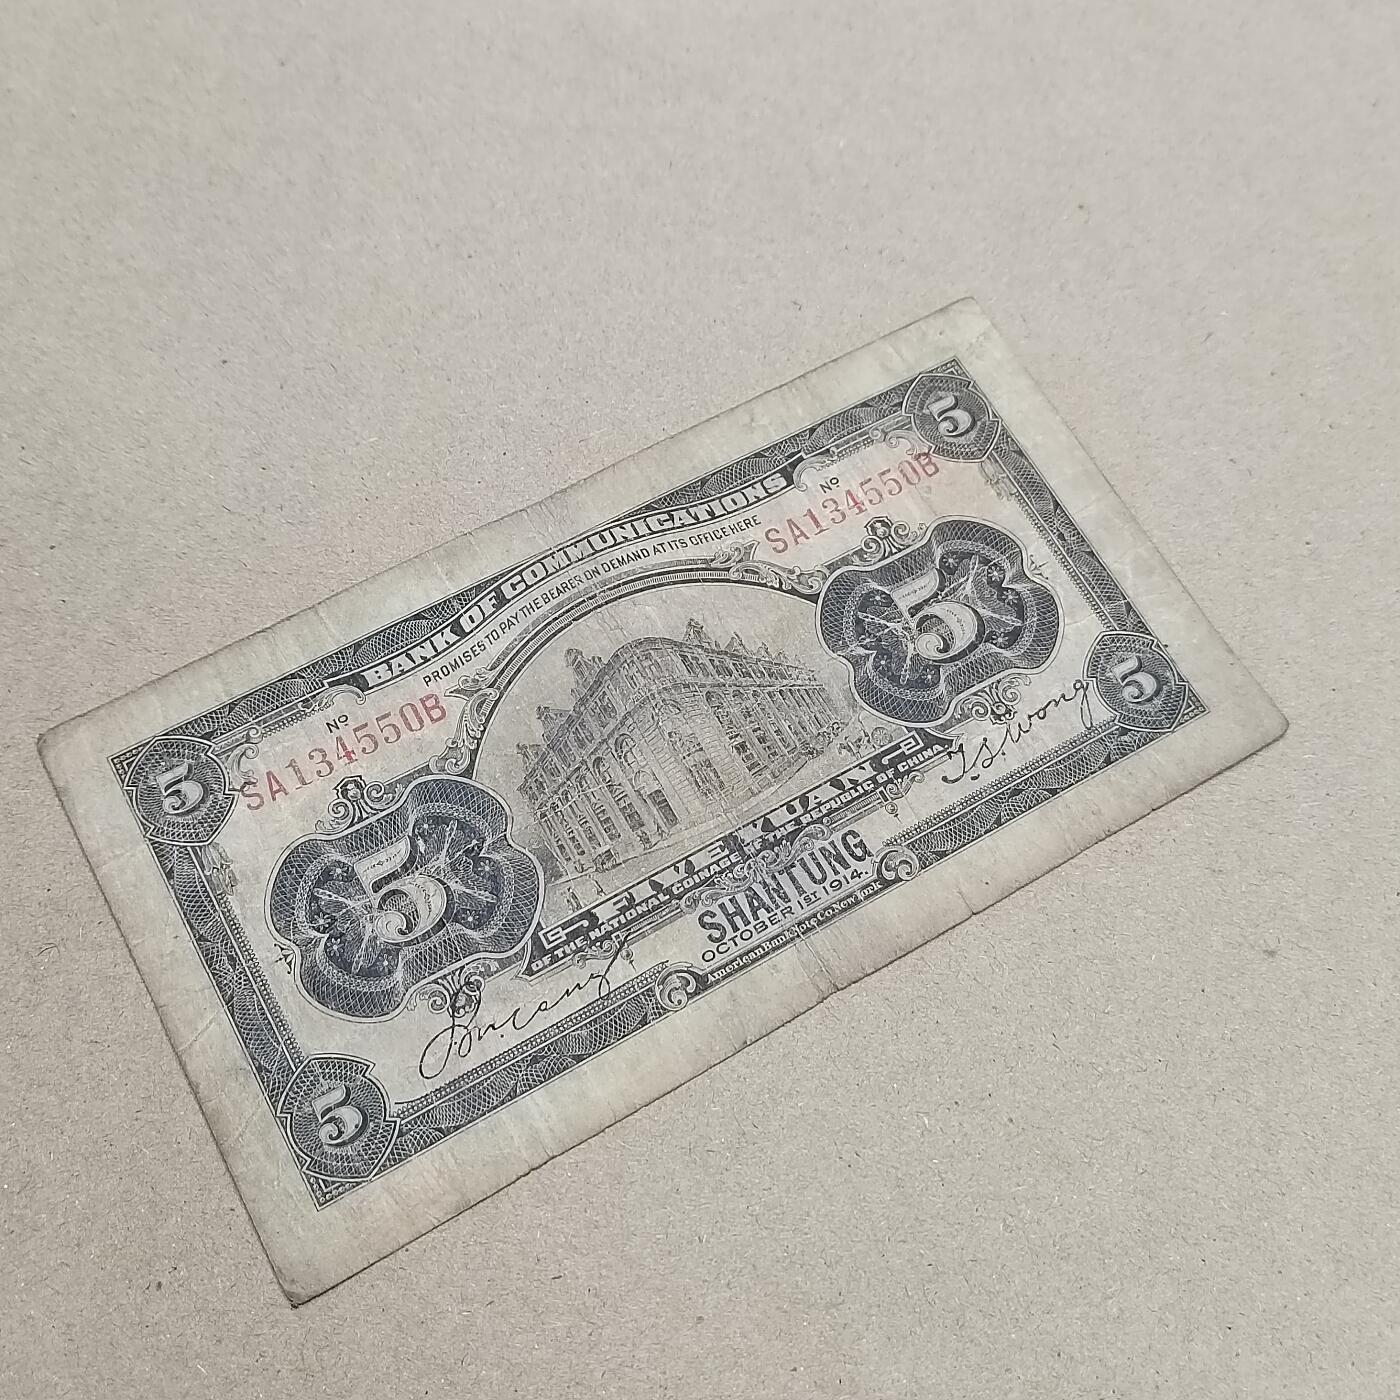 5
5
BANK OF COMMUNICATIONS
PROMISES TO PAY THE BEARER ON DEMAND AT ITS OFFICE HERE
Nº
SA134550B
Nº
SA134550B
5
5
FIVE YUAN
OF THE NATIONAL COINAGE OF THE REPUBLIC OF CHINA.
SHANTUNG
OCTOBER 1ST 1914.
T.S. Wong
5
5
American Bank Note Co. New York.